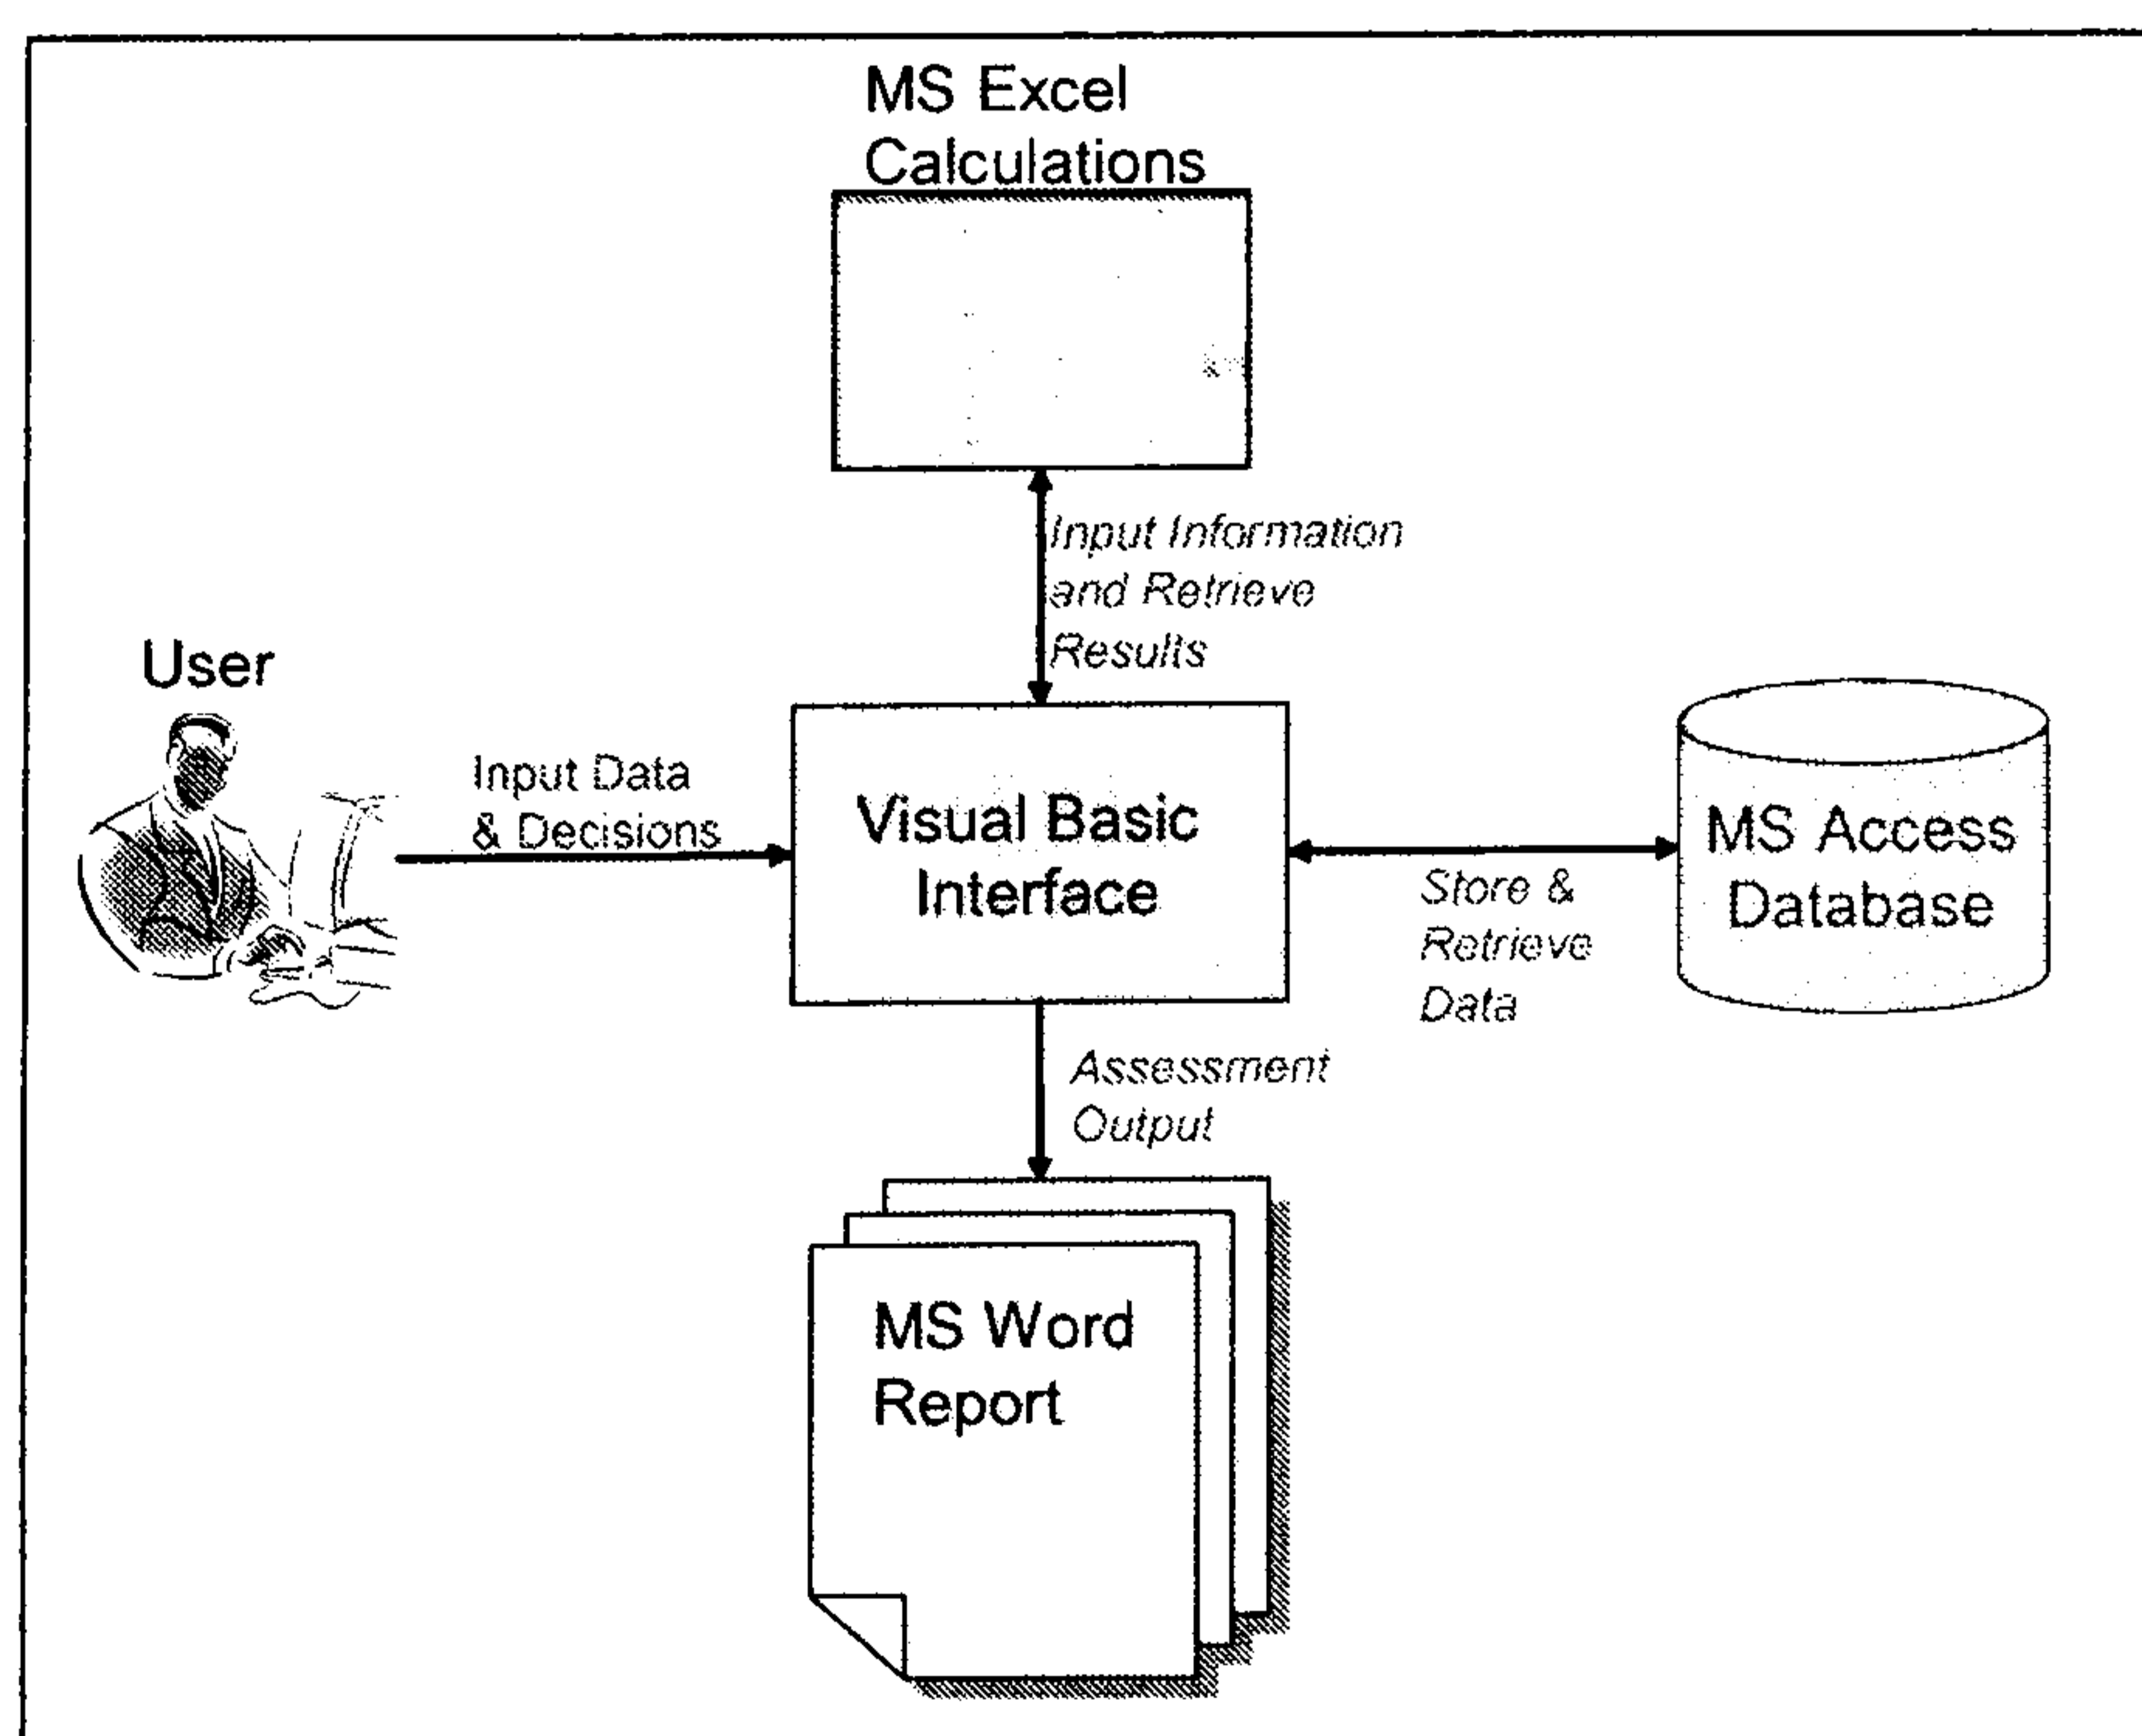 MS Excel
Calculations
Input Information
and Retrieve
Results
User
Input Data
& Decisions
Visual Basic
Interface
MS Access
Database
Store &
Retrieve
Data
Assessment
Output
MS Word
Report